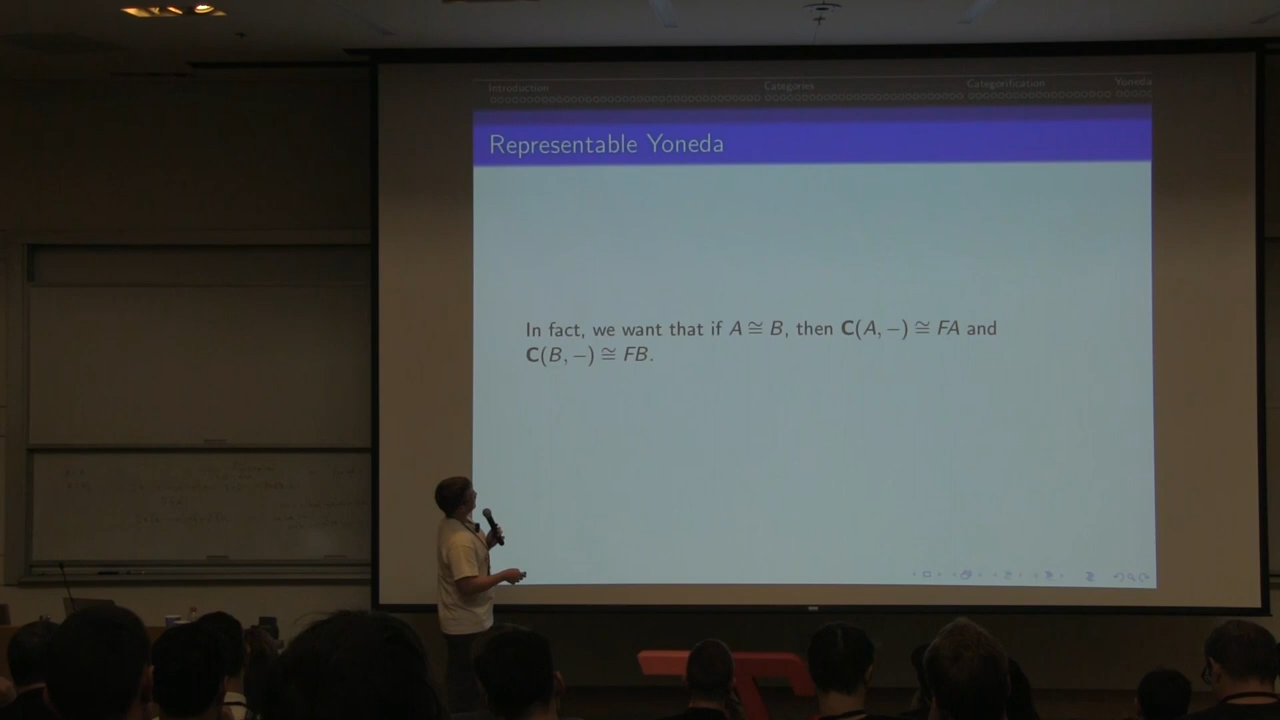 Introduction
Categories
Categorification
Yoneda
Representable Yoneda
In fact, we want that if A ≅ B, then C(A, −) ≅ FA and
C(B, −) ≅ FB.